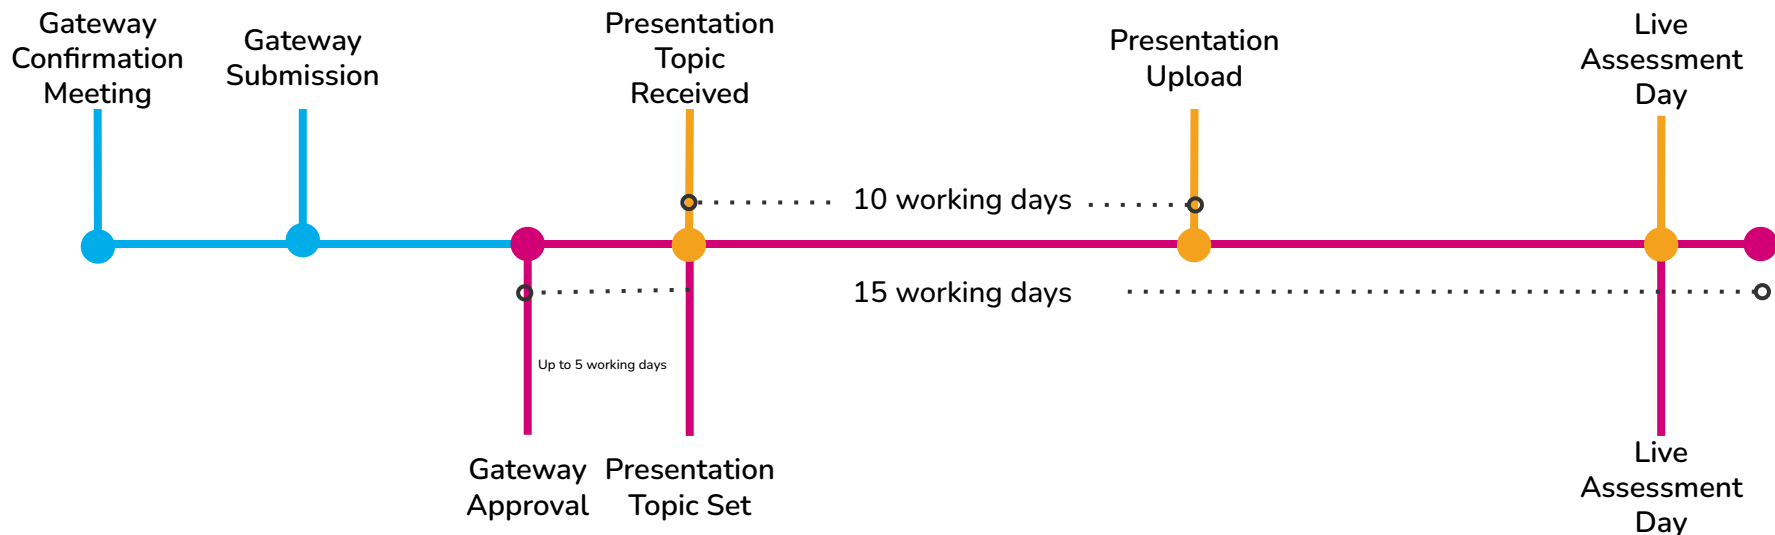 Gateway
Confirmation
Meeting
Gateway
Submission
Presentation
Topic
Received
Presentation
Upload
Live
Assessment
Day
10 working days
15 working days
Up to 5 working days
Gateway
Approval
Presentation
Topic Set
Live
Assessment
Day